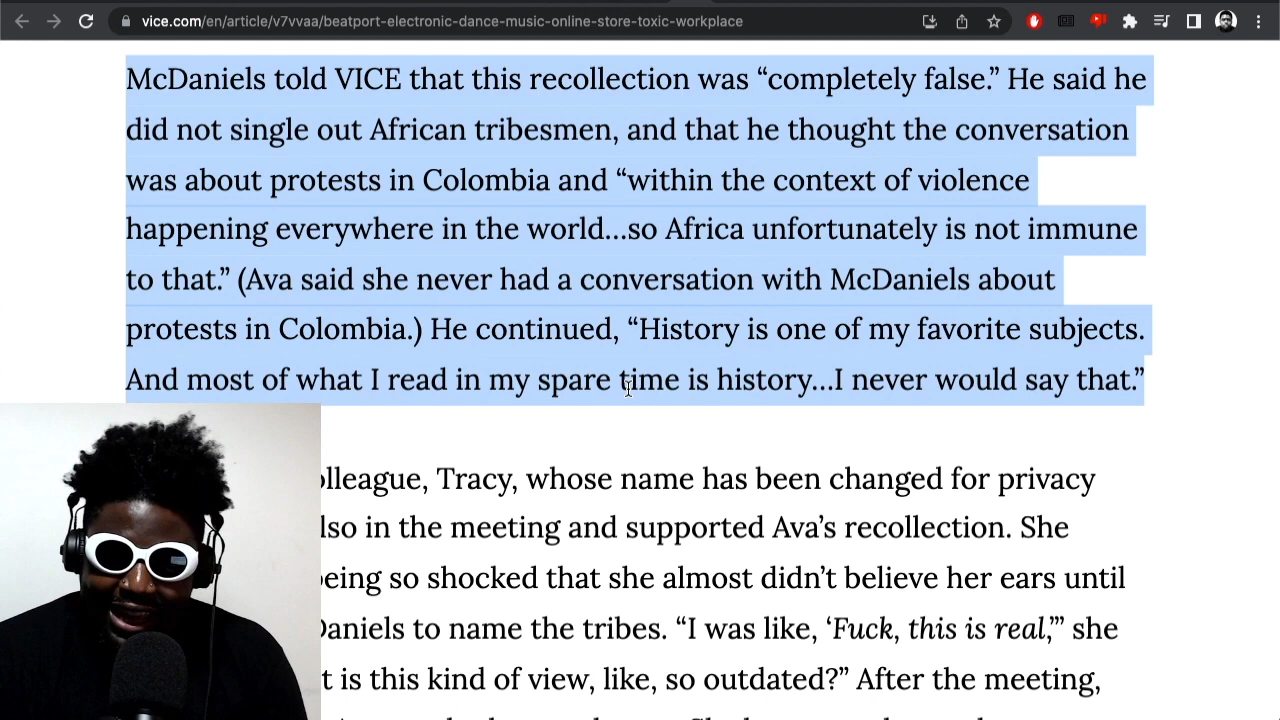 vice.com/en/article/v7vvaa/beatport-electronic-dance-music-online-store-toxic-workplace
McDaniels told VICE that this recollection was “completely false.” He said he
did not single out African tribesmen, and that he thought the conversation
was about protests in Colombia and “within the context of violence
happening everywhere in the world…so Africa unfortunately is not immune
to that.” (Ava said she never had a conversation with McDaniels about
protests in Colombia.) He continued, “History is one of my favorite subjects.
And most of what I read in my spare time is history…I never would say that.”
olleague, Tracy, whose name has been changed for privacy
lso in the meeting and supported Ava’s recollection. She
being so shocked that she almost didn’t believe her ears until
Daniels to name the tribes. “I was like, ‘Fuck, this is real,’” she
t is this kind of view, like, so outdated?” After the meeting,